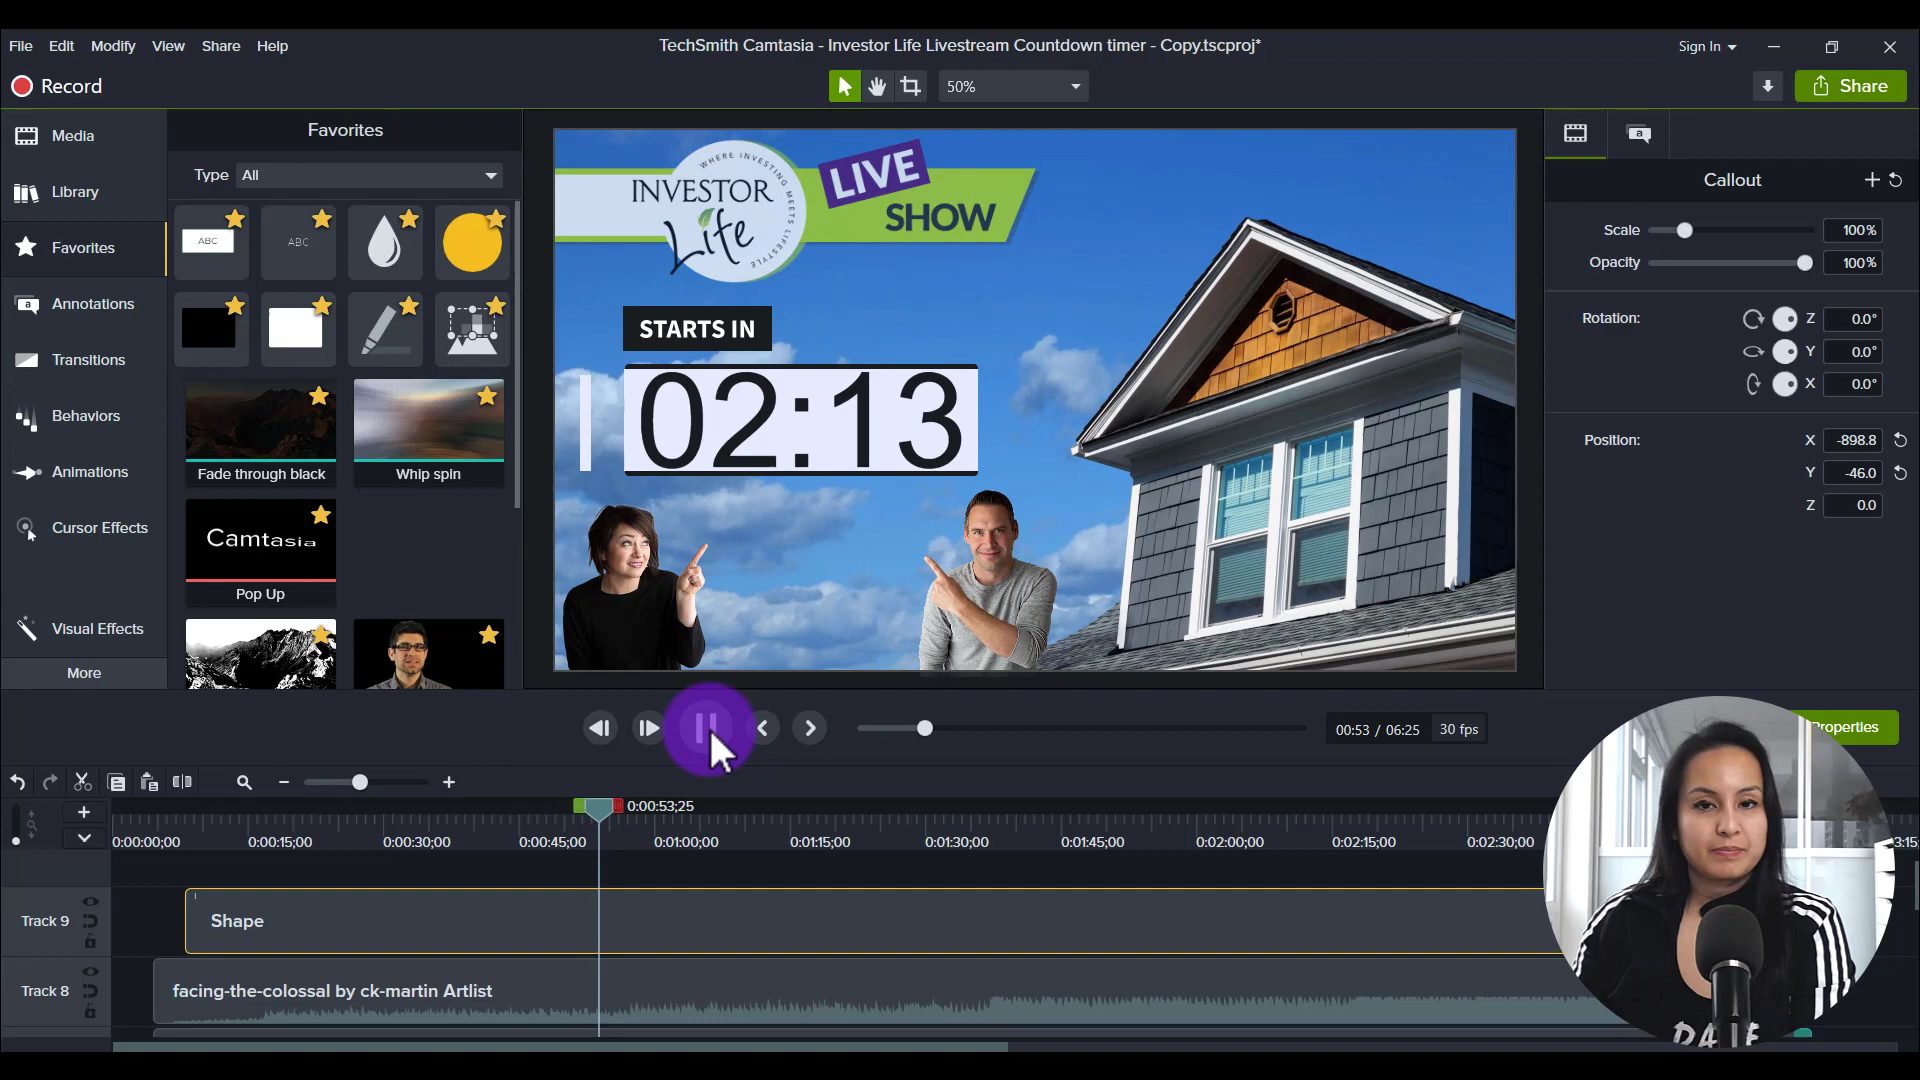 File Edit Modify View Share Help
TechSmith Camtasia - Investor Life Livestream Countdown timer - Copy.tscproj*
Sign In
Record
50%
Share
Media
Library
Favorites
Annotations
Transitions
Behaviors
Animations
Cursor Effects
Visual Effects
More
Favorites
Type All
ABC
ABC
Fade through black
Whip spin
Camtasia
Pop Up
WHERE INVESTING MEETS LIFESTYLE
INVESTOR
Life
LIVE
SHOW
STARTS IN
02:13
a
Callout
Scale 100%
Opacity 100%
Rotation: Z 0.0°
Y 0.0°
X 0.0°
Position: X -898.8
Y -46.0
Z 0.0
00:53 / 06:25 30 fps
Properties
0:00:53;25
0:00:00;00 0:00:15;00 0:00:30;00 0:00:45;00 0:01:00;00 0:01:15;00 0:01:30;00 0:01:45;00 0:02:00;00 0:02:15;00 0:02:30;00
Track 9
Shape
Track 8
facing-the-colossal by ck-martin Artlist